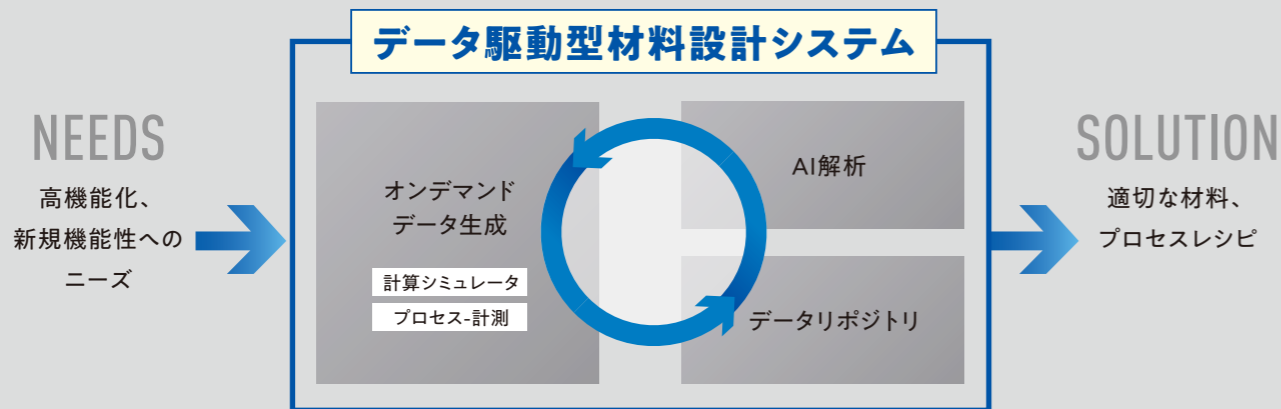 データ駆動型材料設計システム
NEEDS
高機能化、
新規機能性への
ニーズ
オンデマンド
データ生成
計算シミュレータ
プロセス-計測
AI解析
データリポジトリ
SOLUTION
適切な材料、
プロセスレシピ